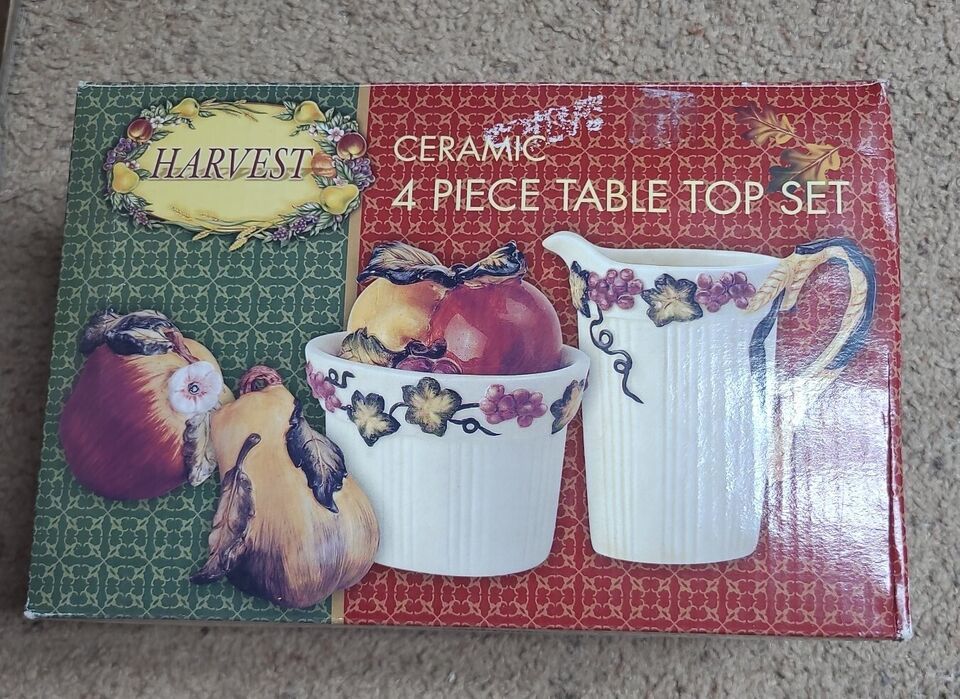 HARVEST
CERAMIC
4 PIECE TABLE TOP SET